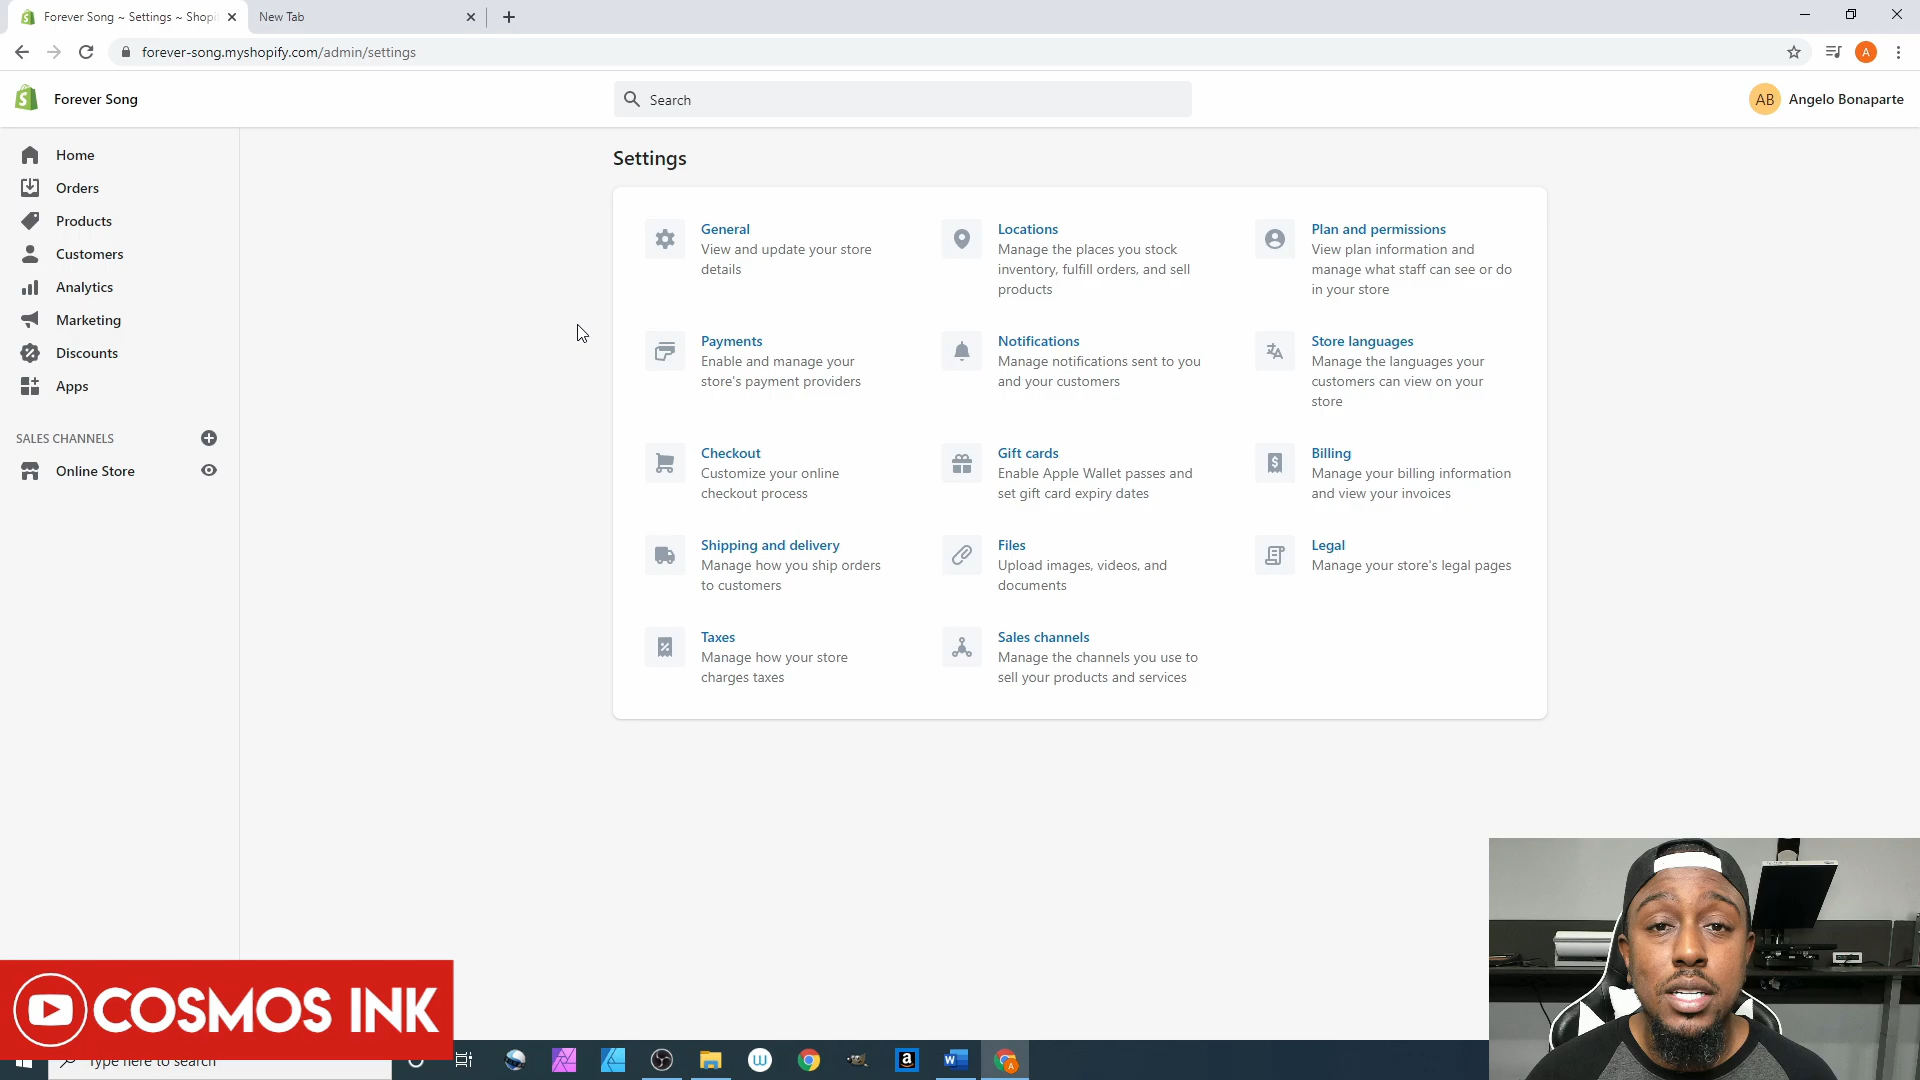 Forever Song ~ Settings ~ Shopi
New Tab
forever-song.myshopify.com/admin/settings
A
Forever Song
Search
AB
Angelo Bonaparte
Home
Orders
Products
Customers
Analytics
Marketing
Discounts
Apps
SALES CHANNELS
Online Store
Settings
General
View and update your store
details
Locations
Manage the places you stock
inventory, fulfill orders, and sell
products
Plan and permissions
View plan information and
manage what staff can see or do
in your store
Payments
Enable and manage your
store's payment providers
Notifications
Manage notifications sent to you
and your customers
Store languages
Manage the languages your
customers can view on your
store
Checkout
Customize your online
checkout process
Gift cards
Enable Apple Wallet passes and
set gift card expiry dates
Billing
Manage your billing information
and view your invoices
Shipping and delivery
Manage how you ship orders
to customers
Files
Upload images, videos, and
documents
Legal
Manage your store's legal pages
Taxes
Manage how your store
charges taxes
Sales channels
Manage the channels you use to
sell your products and services
COSMOS INK
Type here to search